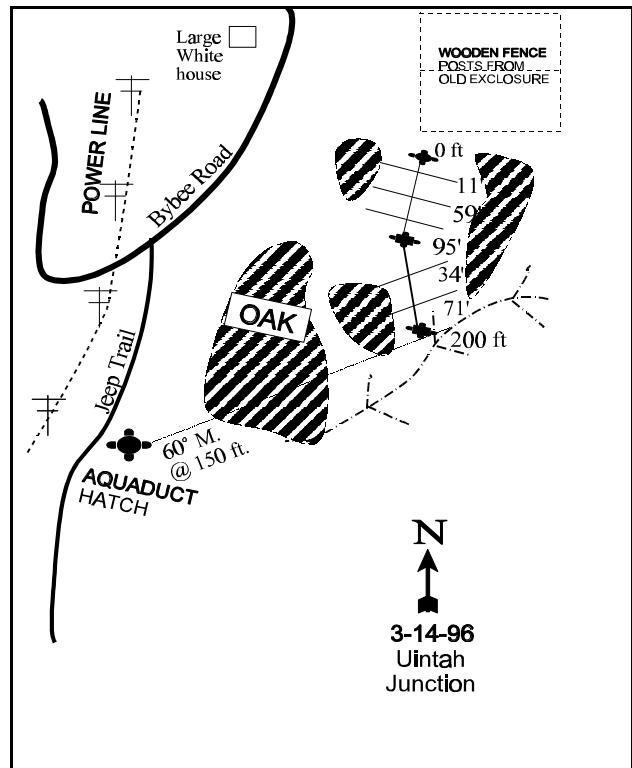 Large
White
house
WOODEN FENCE
POSTS FROM
OLD EXCLOSURE
POWER LINE
Bybee Road
0 ft
11'
59'
95'
34'
71'
200 ft
OAK
Jeep Trail
60° M.
@ 150 ft.
AQUADUCT
HATCH
N
3-14-96
Uintah
Junction